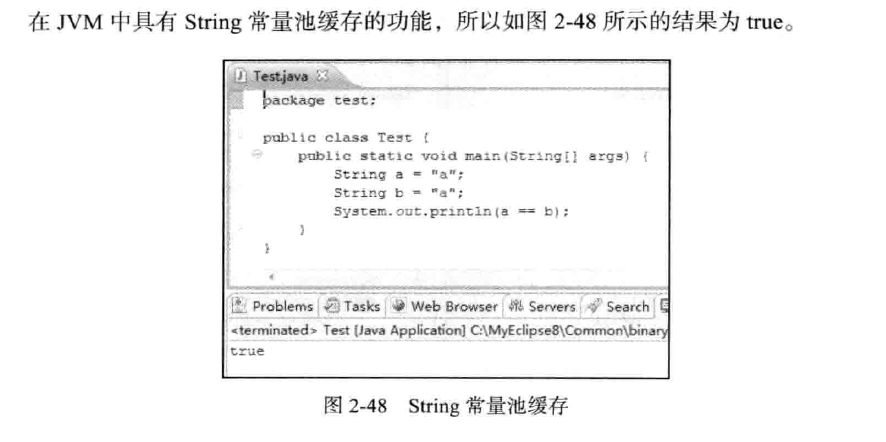 在 JVM 中具有 String 常量池缓存的功能，所以如图 2-48 所示的结果为 true。
Test.java
package test;
public class Test {
public static void main(String[] args) {
String a = "a";
String b = "a";
System.out.println(a == b);
}
}
Problems Tasks Web Browser Servers Search
<terminated> Test [Java Application] C:\MyEclipse8\Common\binary
true
图 2-48 String 常量池缓存